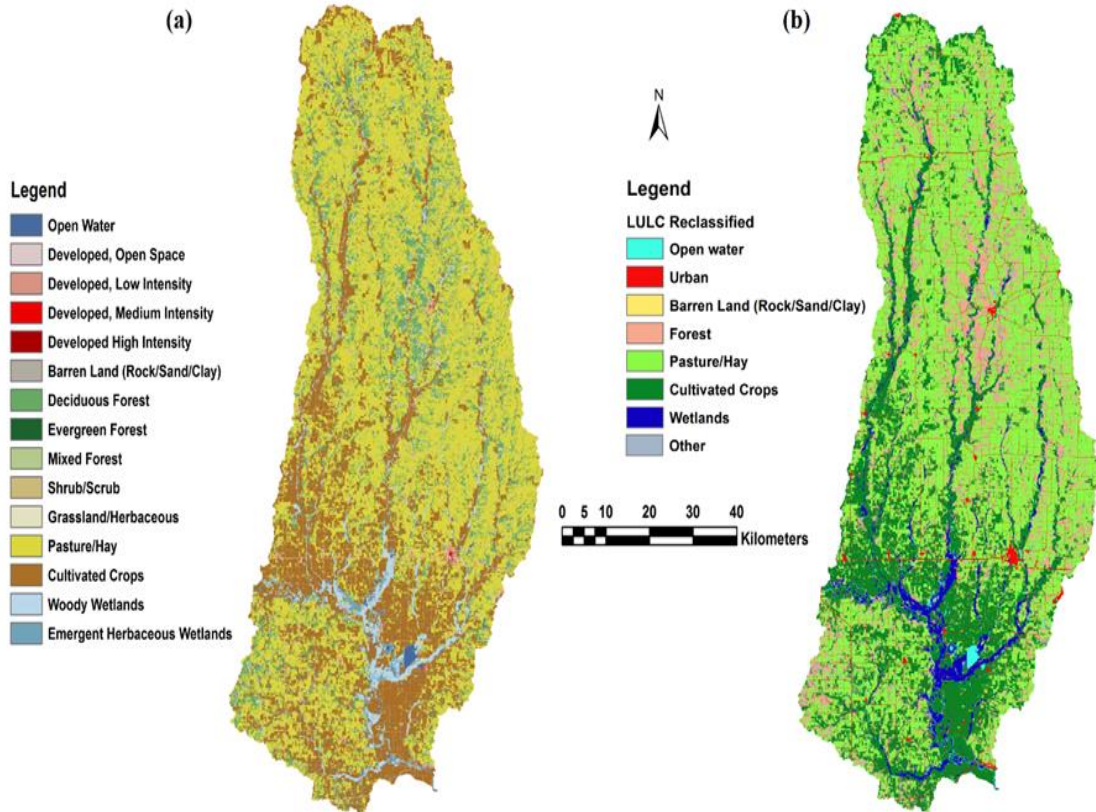 (a)
Legend
Open Water
Developed, Open Space
Developed, Low Intensity
Developed, Medium Intensity
Developed High Intensity
Barren Land (Rock/Sand/Clay)
Deciduous Forest
Evergreen Forest
Mixed Forest
Shrub/Scrub
Grassland/Herbaceous
Pasture/Hay
Cultivated Crops
Woody Wetlands
Emergent Herbaceous Wetlands
N
0 5 10 20 30 40
Kilometers
(b)
Legend
LULC Reclassified
Open water
Urban
Barren Land (Rock/Sand/Clay)
Forest
Pasture/Hay
Cultivated Crops
Wetlands
Other